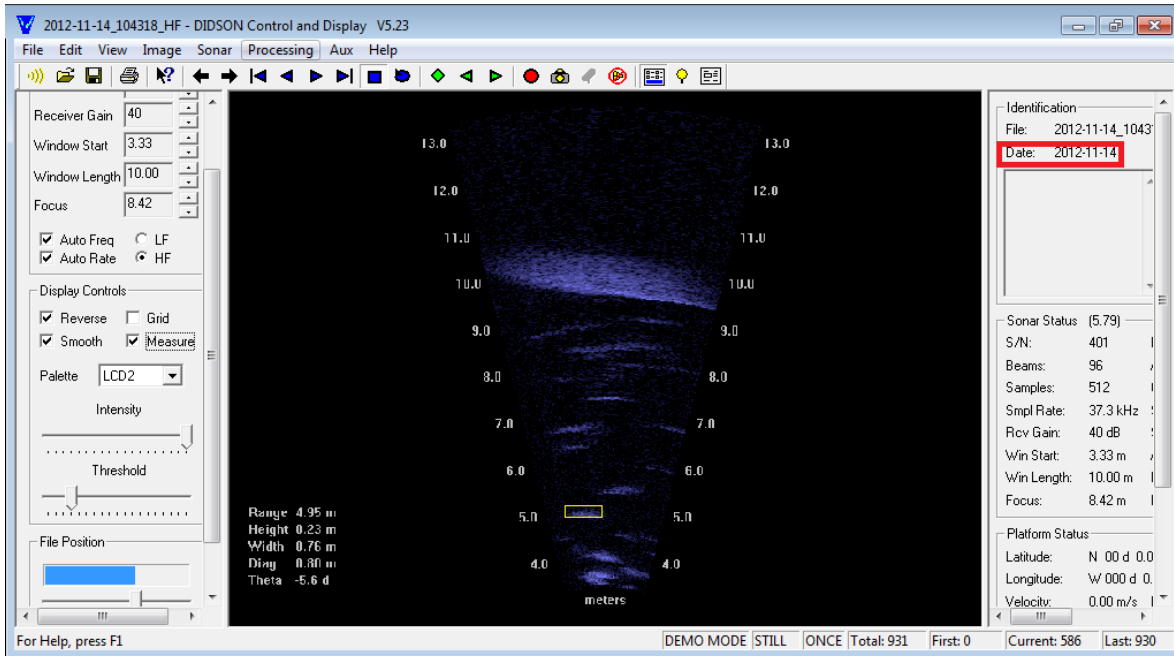 2012-11-14_104318_HF - DIDSON Control and Display V5.23
File Edit View Image Sonar Processing Aux Help
Receiver Gain 40
Window Start 3.33
Window Length 10.00
Focus 8.42
Auto Freq LF
Auto Rate HF
Display Controls
Reverse Grid
Smooth Measure
Palette LCD2
Intensity
Threshold
File Position
13.0 13.0
12.0 12.0
11.0 11.0
10.0 10.0
9.0 9.0
8.0 8.0
7.0 7.0
6.0 6.0
5.0 5.0
4.0 4.0
meters
Range 4.95 m
Height 0.23 m
Width 0.76 m
Diag 0.80 m
Theta -5.6 d
Identification
File: 2012-11-14_1043
Date: 2012-11-14
Sonar Status (5.79)
S/N: 401
Beams: 96
Samples: 512
Smpl Rate: 37.3 kHz
Rcv Gain: 40 dB
Win Start: 3.33 m
Win Length: 10.00 m
Focus: 8.42 m
Platform Status
Latitude: N 00 d 0.0
Longitude: W 000 d 0.
Velocity: 0.00 m/s
For Help, press F1
DEMO MODE STILL ONCE Total: 931 First: 0 Current: 586 Last: 930